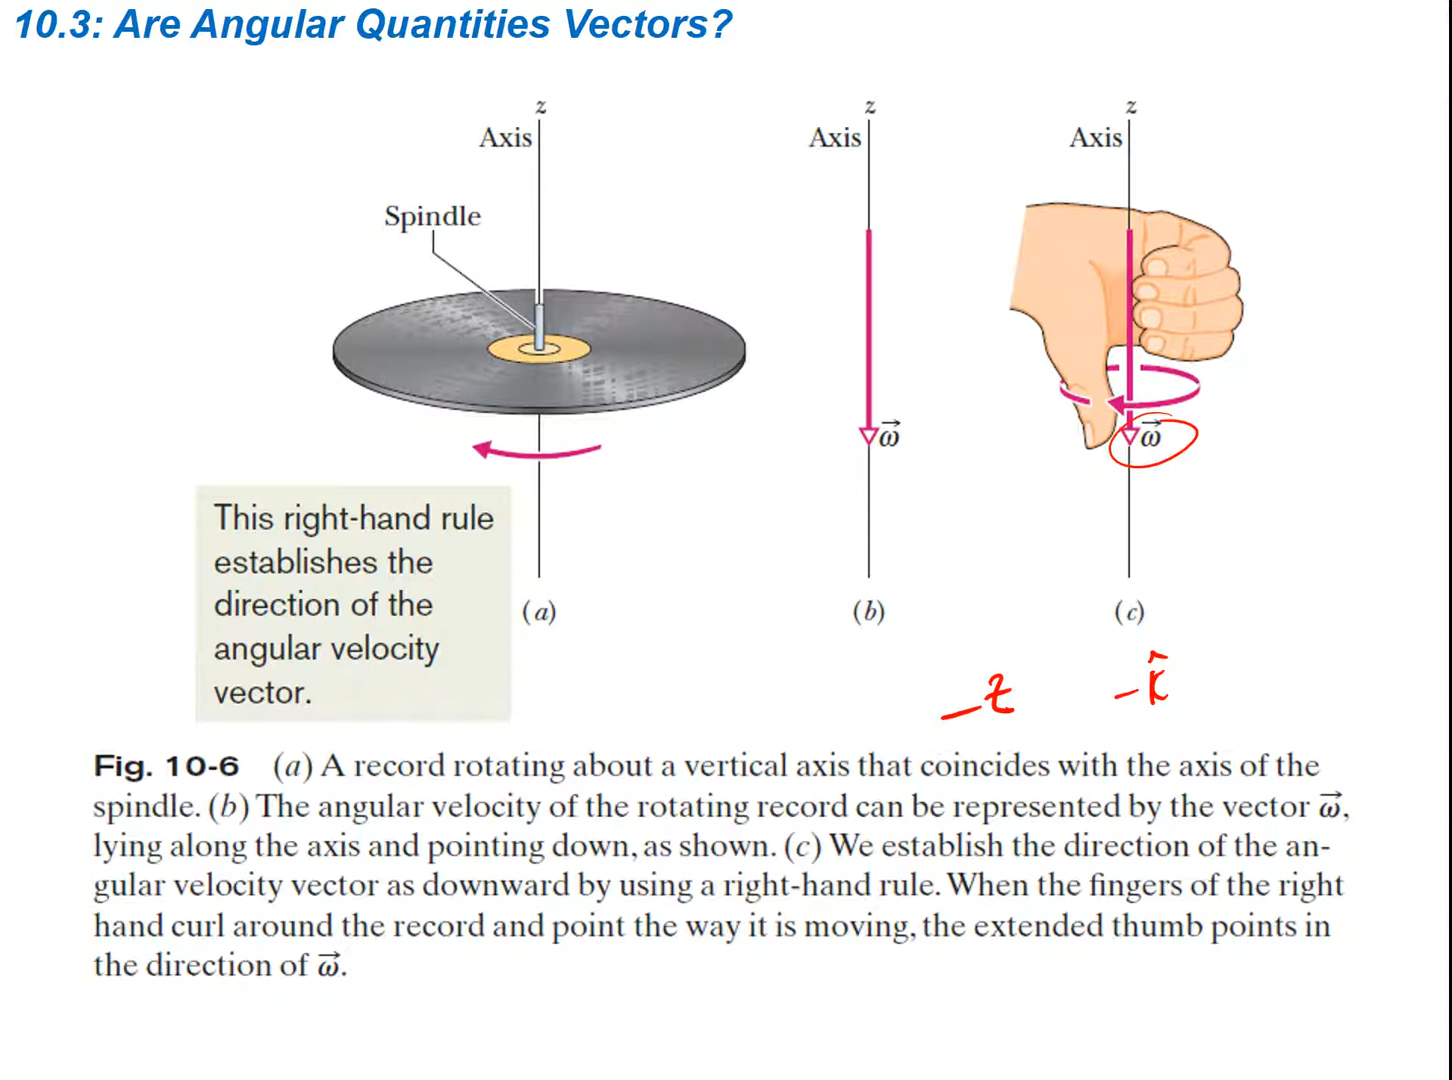 10.3: Are Angular Quantities Vectors?
z
Axis
Spindle
z
Axis
z
Axis
ω⃗
ω⃗
This right-hand rule
establishes the
direction of the
angular velocity
vector.
(a)
(b)
(c)
–z
–k̂
Fig. 10-6 (a) A record rotating about a vertical axis that coincides with the axis of the
spindle. (b) The angular velocity of the rotating record can be represented by the vector ω⃗,
lying along the axis and pointing down, as shown. (c) We establish the direction of the an-
gular velocity vector as downward by using a right-hand rule. When the fingers of the right
hand curl around the record and point the way it is moving, the extended thumb points in
the direction of ω⃗.